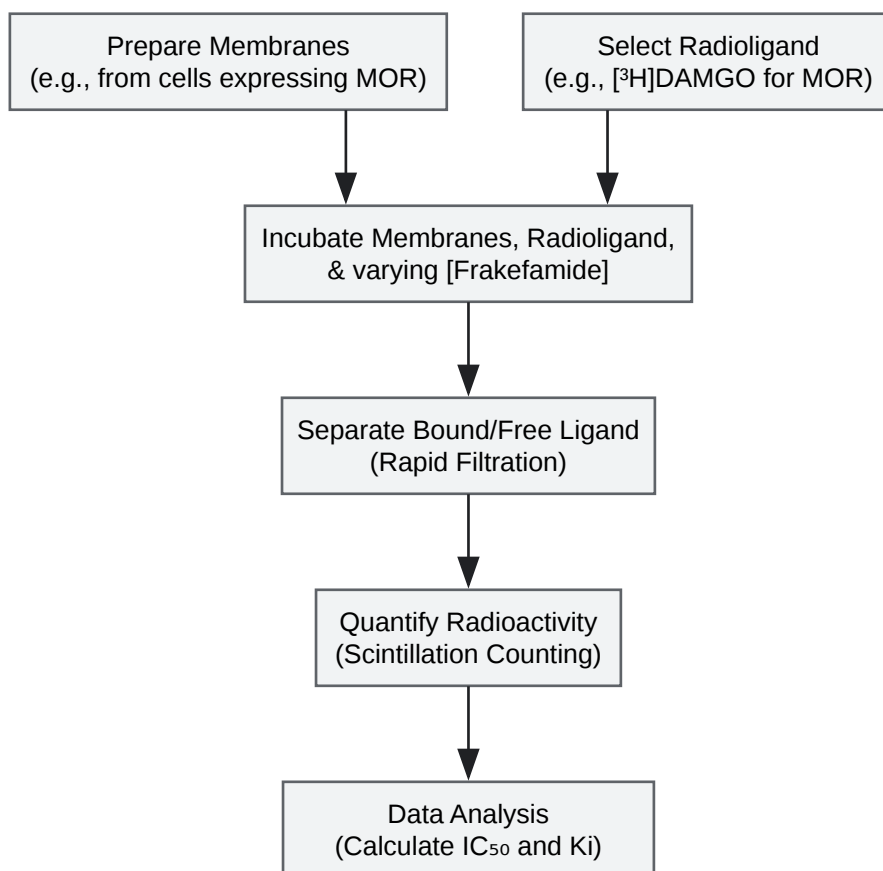 Prepare Membranes
(e.g., from cells expressing MOR)
Select Radioligand
(e.g., [³H]DAMGO for MOR)
Incubate Membranes, Radioligand,
& varying [Frakefamide]
Separate Bound/Free Ligand
(Rapid Filtration)
Quantify Radioactivity
(Scintillation Counting)
Data Analysis
(Calculate IC₅₀ and Ki)